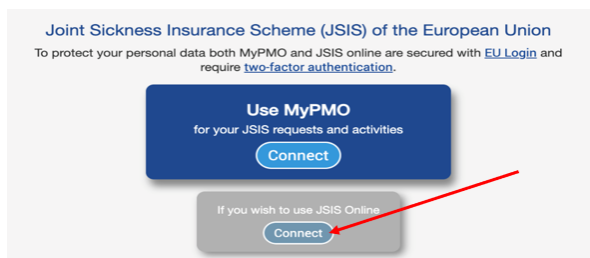 Joint Sickness Insurance Scheme (JSIS) of the European Union
To protect your personal data both MyPMO and JSIS online are secured with EU Login and
require two-factor authentication.
Use MyPMO
for your JSIS requests and activities
Connect
If you wish to use JSIS Online
Connect